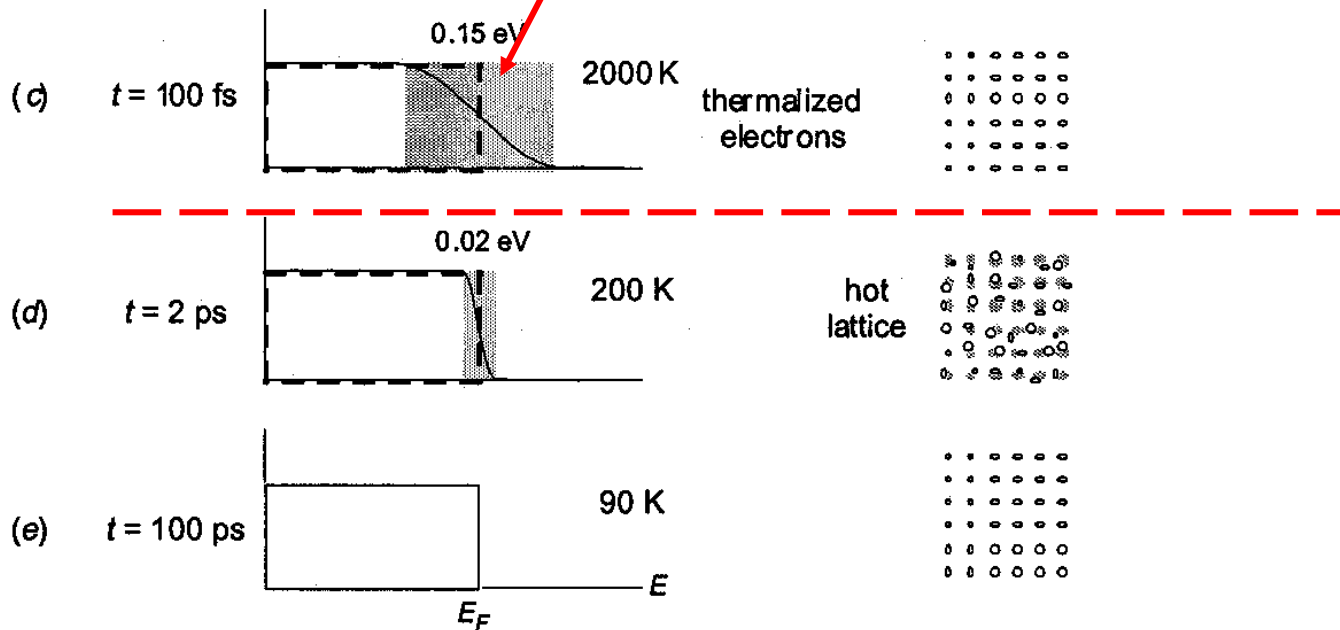 0.15 eV
(c) t = 100 fs 2000 K thermalized
electrons
0.02 eV
(d) t = 2 ps 200 K hot
lattice
(e) t = 100 ps 90 K
E
E_F